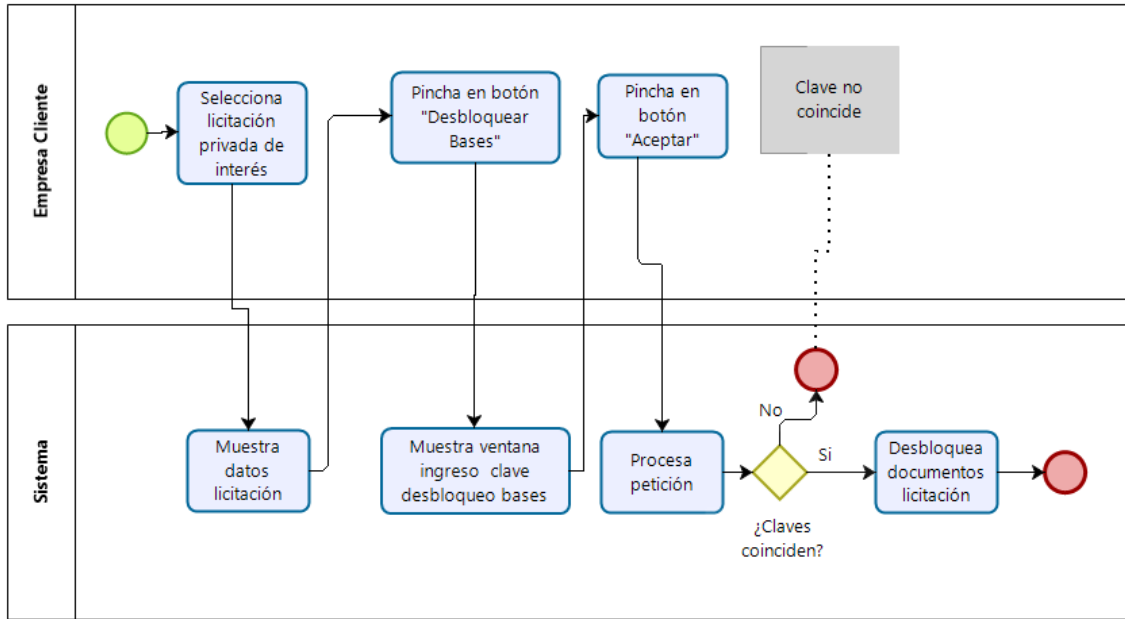 Empresa Cliente
Selecciona
licitación
privada de
interés
Pincha en botón
"Desbloquear
Bases"
Pincha en
botón
"Aceptar"
Clave no
coincide
Sistema
Muestra
datos
licitación
Muestra ventana
ingreso clave
desbloqueo bases
Procesa
petición
No
Si
¿Claves
coinciden?
Desbloquea
documentos
licitación